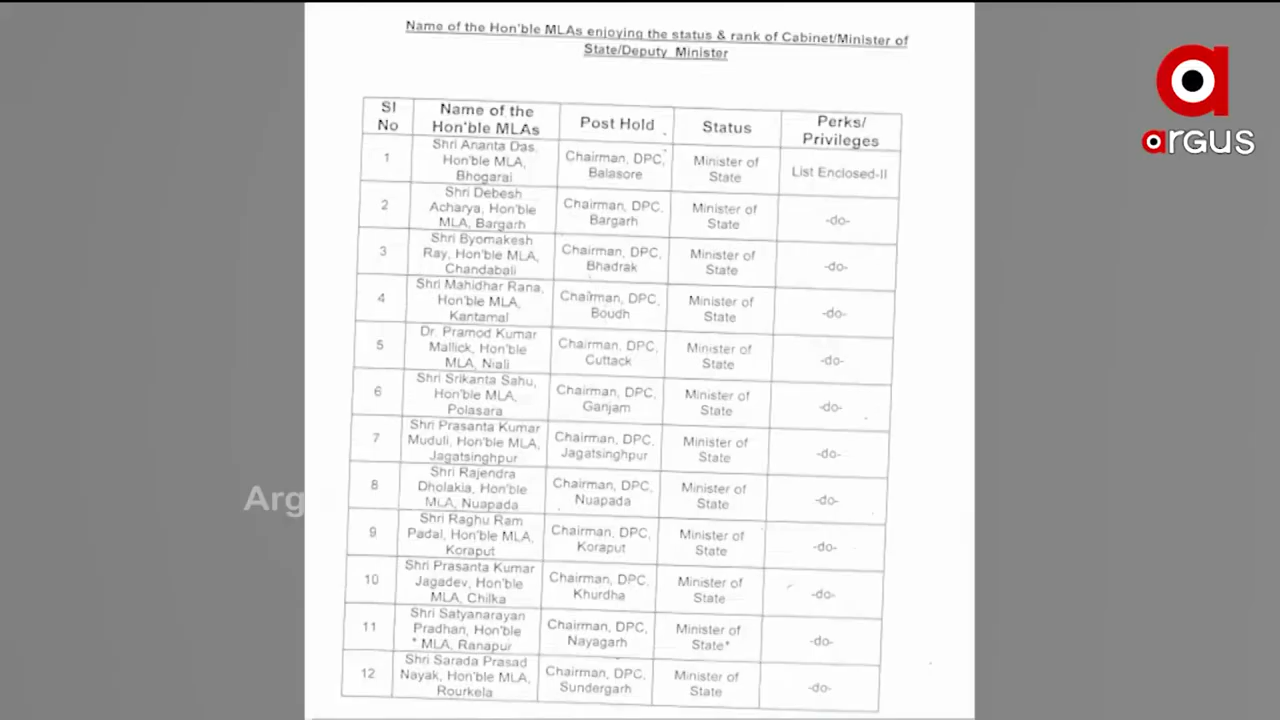 Name of the Hon'ble MLAs enjoying the status & rank of Cabinet/Minister of
State/Deputy Minister
Sl No
Name of the Hon'ble MLAs
Post Hold
Status
Perks/ Privileges
1
Shri Ananta Das,
Hon'ble MLA,
Bhograi
Chairman, DPC,
Balasore
Minister of
State
List Enclosed-II
2
Shri Debesh
Acharya, Hon'ble
MLA, Bargarh
Chairman, DPC,
Bargarh
Minister of
State
-do-
3
Shri Byomakesh
Ray, Hon'ble MLA,
Chandabali
Chairman, DPC,
Bhadrak
Minister of
State
-do-
4
Shri Mahidhar Rana,
Hon'ble MLA,
Kantamal
Chairman, DPC,
Boudh
Minister of
State
-do-
5
Dr. Pramod Kumar
Mallick, Hon'ble
MLA, Niali
Chairman, DPC,
Cuttack
Minister of
State
-do-
6
Shri Srikanta Sahu,
Hon'ble MLA,
Polasara
Chairman, DPC,
Ganjam
Minister of
State
-do-
7
Shri Prasanta Kumar
Muduli, Hon'ble MLA,
Jagatsinghpur
Chairman, DPC,
Jagatsinghpur
Minister of
State
-do-
8
Shri Rajendra
Dholakia, Hon'ble
MLA, Nuapada
Chairman, DPC,
Nuapada
Minister of
State
-do-
9
Shri Raghu Ram
Padal, Hon'ble MLA,
Koraput
Chairman, DPC,
Koraput
Minister of
State
-do-
10
Shri Prasanta Kumar
Jagadev, Hon'ble
MLA, Chilka
Chairman, DPC,
Khurdha
Minister of
State
-do-
11
Shri Satyanarayan
Pradhan, Hon'ble
* MLA, Ranapur
Chairman, DPC,
Nayagarh
Minister of
State*
-do-
12
Shri Sarada Prasad
Nayak, Hon'ble MLA,
Rourkela
Chairman, DPC,
Sundergarh
Minister of
State
-do-
argus
Arg